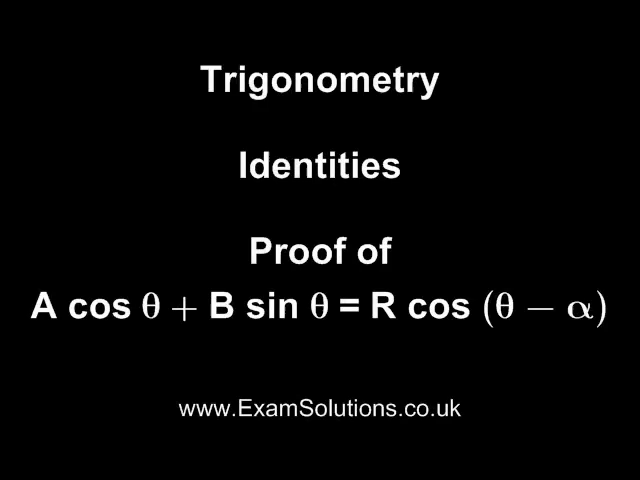 Trigonometry
Identities
Proof of
A cos θ + B sin θ = R cos (θ − α)
www.ExamSolutions.co.uk